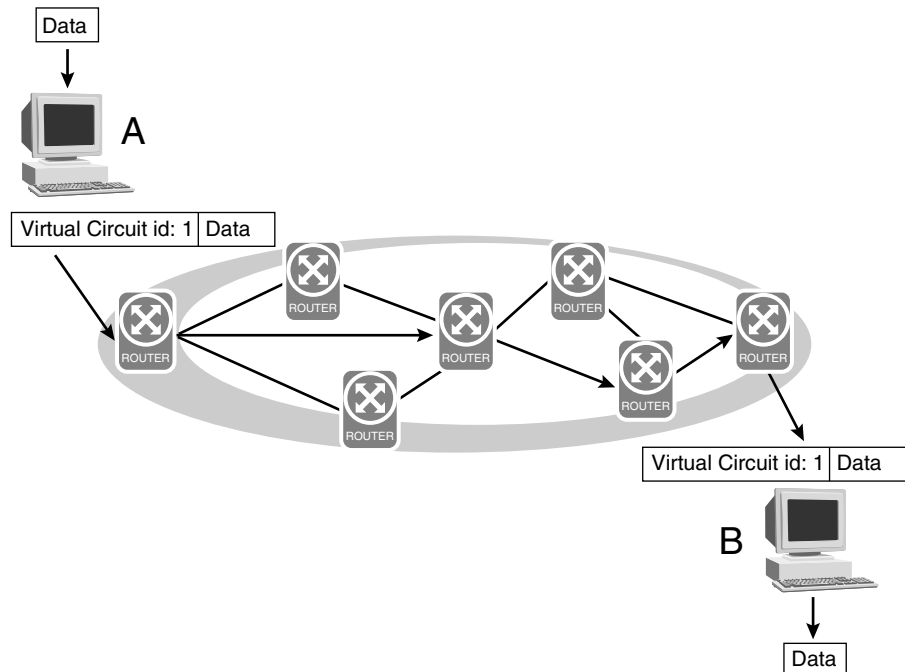 Data
A
Virtual Circuit id: 1 Data
ROUTER
ROUTER
ROUTER
ROUTER
ROUTER
ROUTER
ROUTER
Virtual Circuit id: 1 Data
B
Data